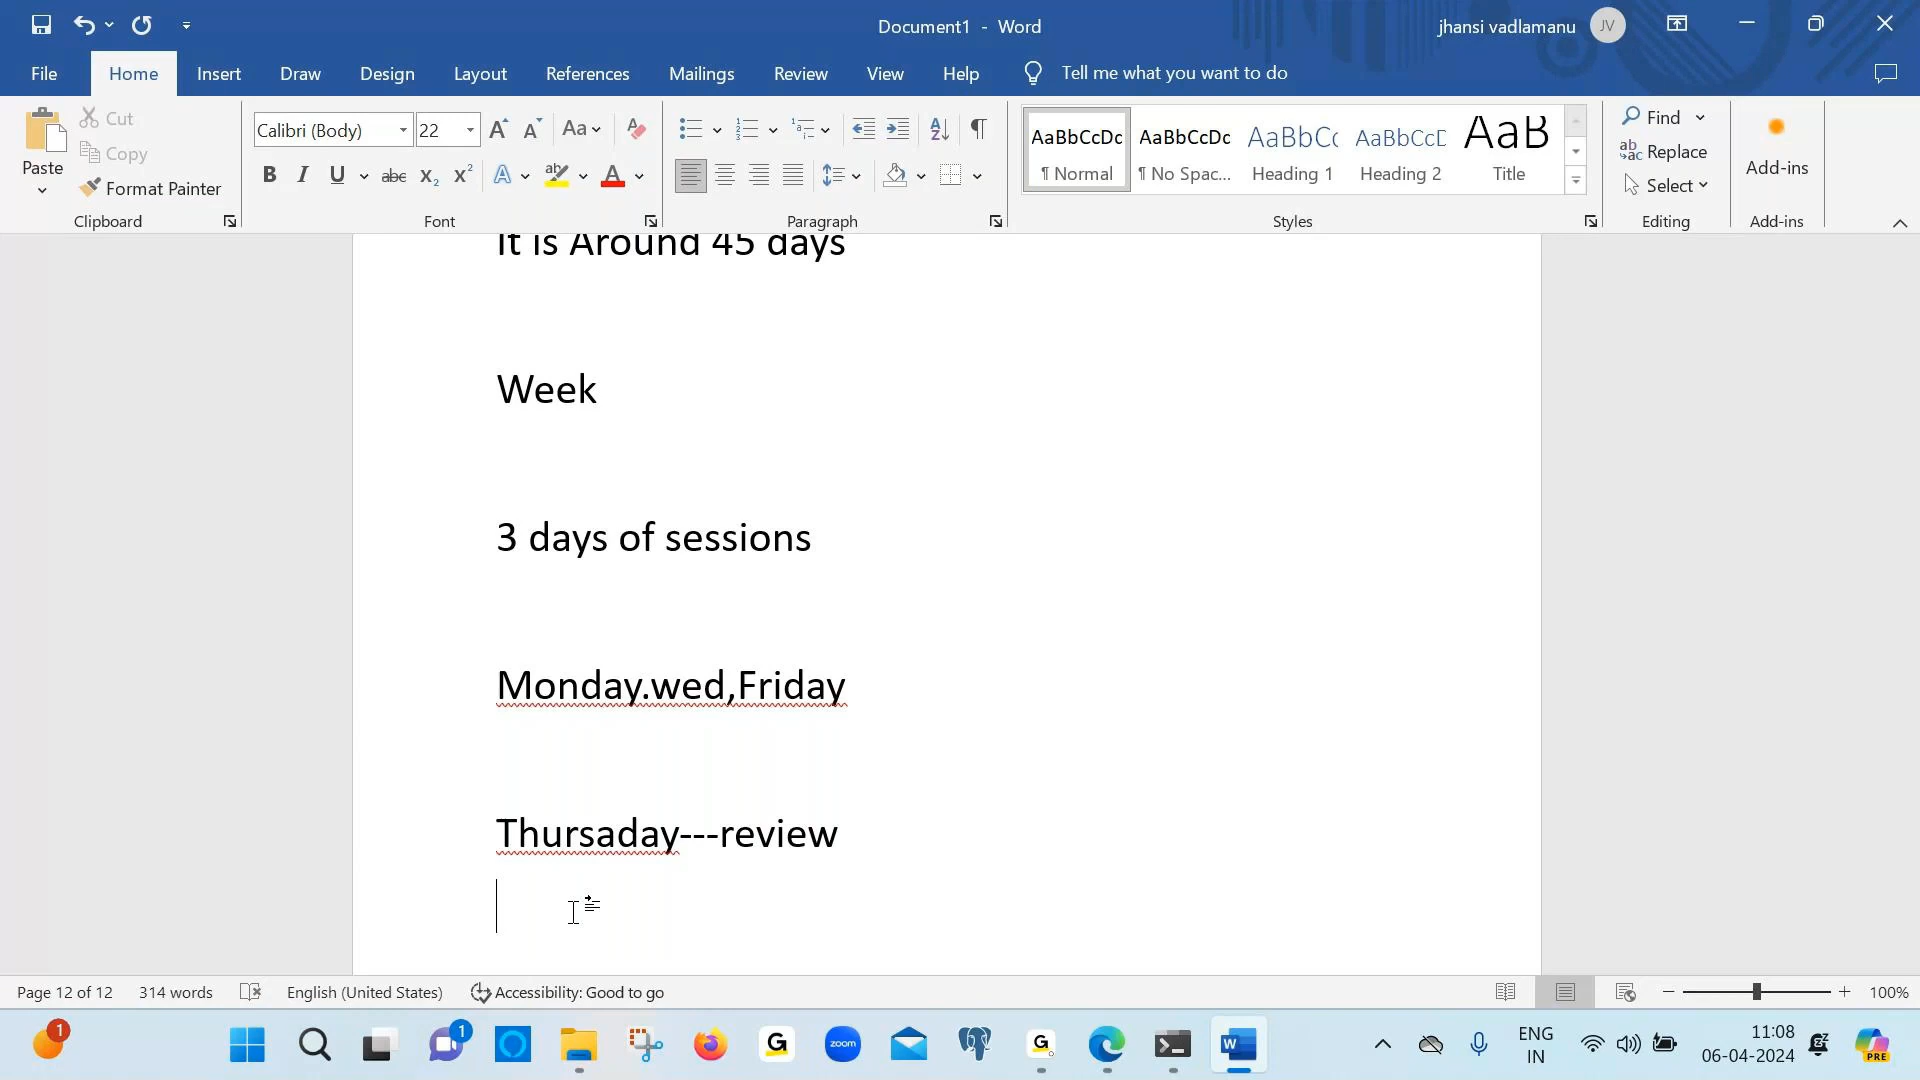 Document1 - Word
jhansi vadlamanu
JV
File
Home
Insert
Draw
Design
Layout
References
Mailings
Review
View
Help
Tell me what you want to do
Paste
Cut
Copy
Format Painter
Clipboard
Calibri (Body)
22
Font
Paragraph
AaBbCcDc
¶ Normal
AaBbCcDc
¶ No Spac...
AaBbCc
Heading 1
AaBbCcD
Heading 2
AaB
Title
Styles
Find
Replace
Select
Editing
Add-ins
Add-ins
It is Around 45 days
Week
3 days of sessions
Monday.wed,Friday
Thursaday---review
Page 12 of 12
314 words
English (United States)
Accessibility: Good to go
100%
1
1
zoom
ENG
IN
11:08
06-04-2024
PRE